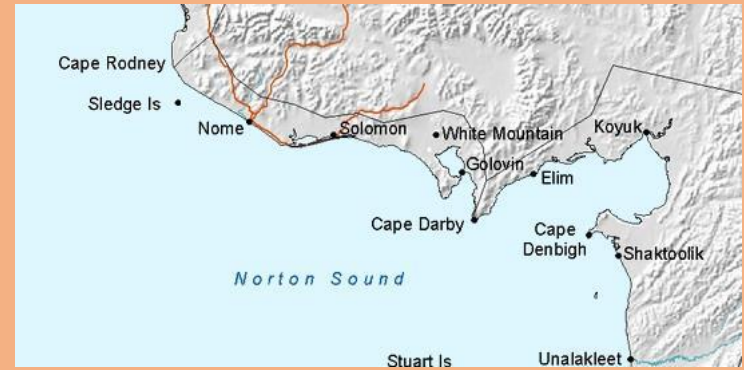 Cape Rodney
Sledge Is
Nome
Solomon
White Mountain
Koyuk
Golovin
Elim
Cape Darby
Cape
Denbigh
Shaktoolik
Norton Sound
Stuart Is
Unalakleet